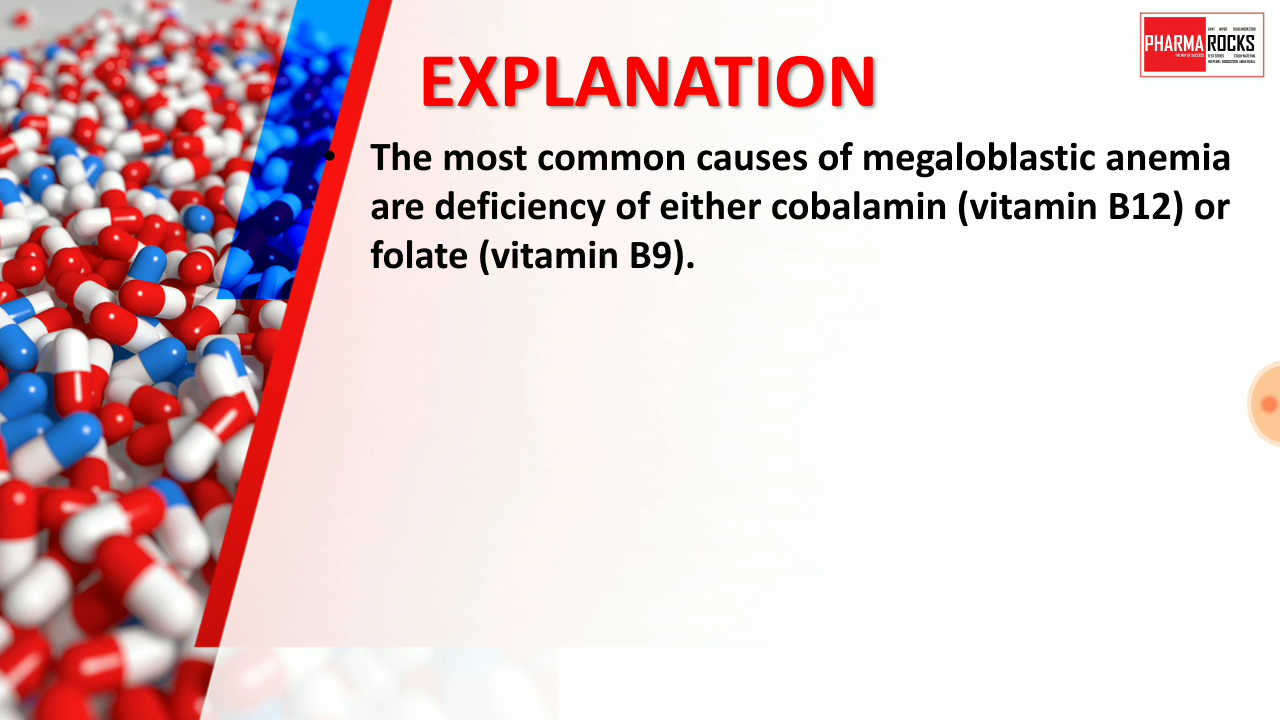 EXPLANATION
PHARMA ROCKS
• The most common causes of megaloblastic anemia
are deficiency of either cobalamin (vitamin B12) or
folate (vitamin B9).